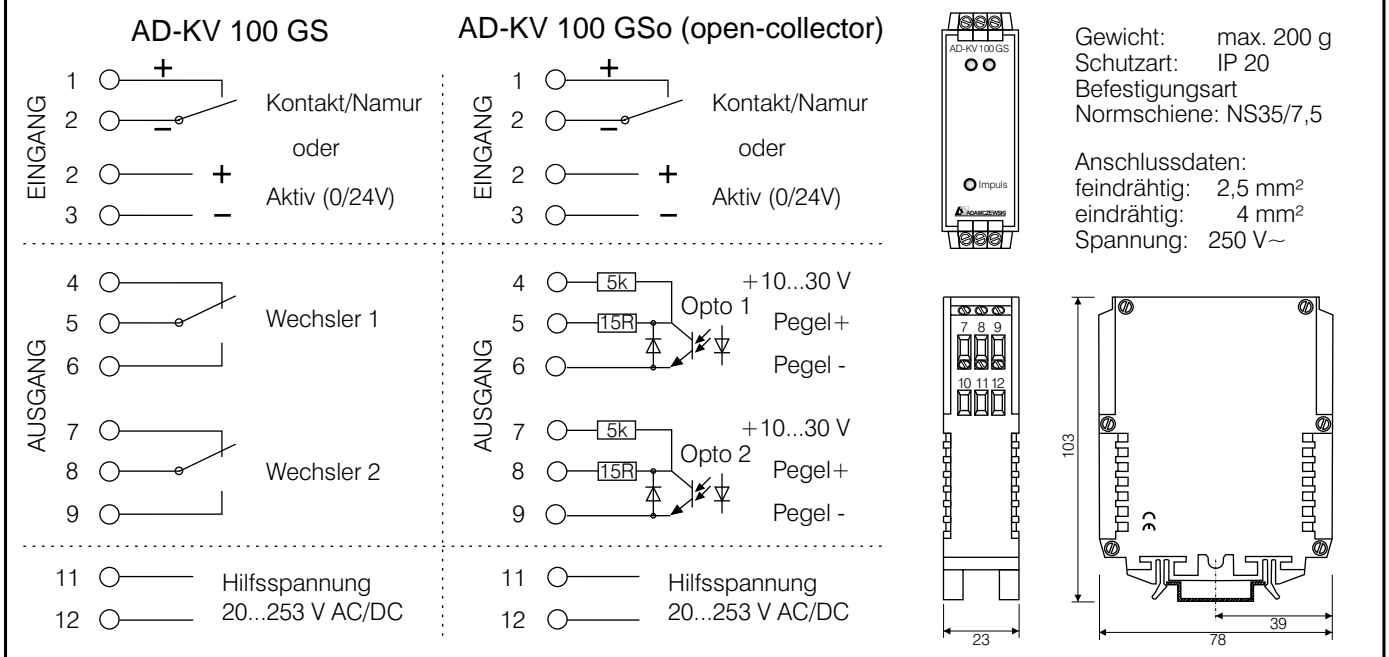 AD-KV 100 GS
EINGANG
1
+
2
−
Kontakt/Namur
oder
2
+
3
−
Aktiv (0/24V)
AUSGANG
4
5
6
Wechsler 1
7
8
9
Wechsler 2
11
12
Hilfsspannung
20...253 V AC/DC
AD-KV 100 GSo (open-collector)
EINGANG
1
+
2
−
Kontakt/Namur
oder
2
+
3
−
Aktiv (0/24V)
AUSGANG
4
5k
+10...30 V
Opto 1
5
15R
Pegel+
6
Pegel -
7
5k
+10...30 V
Opto 2
8
15R
Pegel+
9
Pegel -
11
12
Hilfsspannung
20...253 V AC/DC
AD-KV 100 GS
Impuls
ADAMCZEWSKI
Gewicht: max. 200 g
Schutzart: IP 20
Befestigungsart
Normschiene: NS35/7,5
Anschlussdaten:
feindrähtig: 2,5 mm²
eindrähtig: 4 mm²
Spannung: 250 V~
7 8 9
10 11 12
23
103
CE
39
78